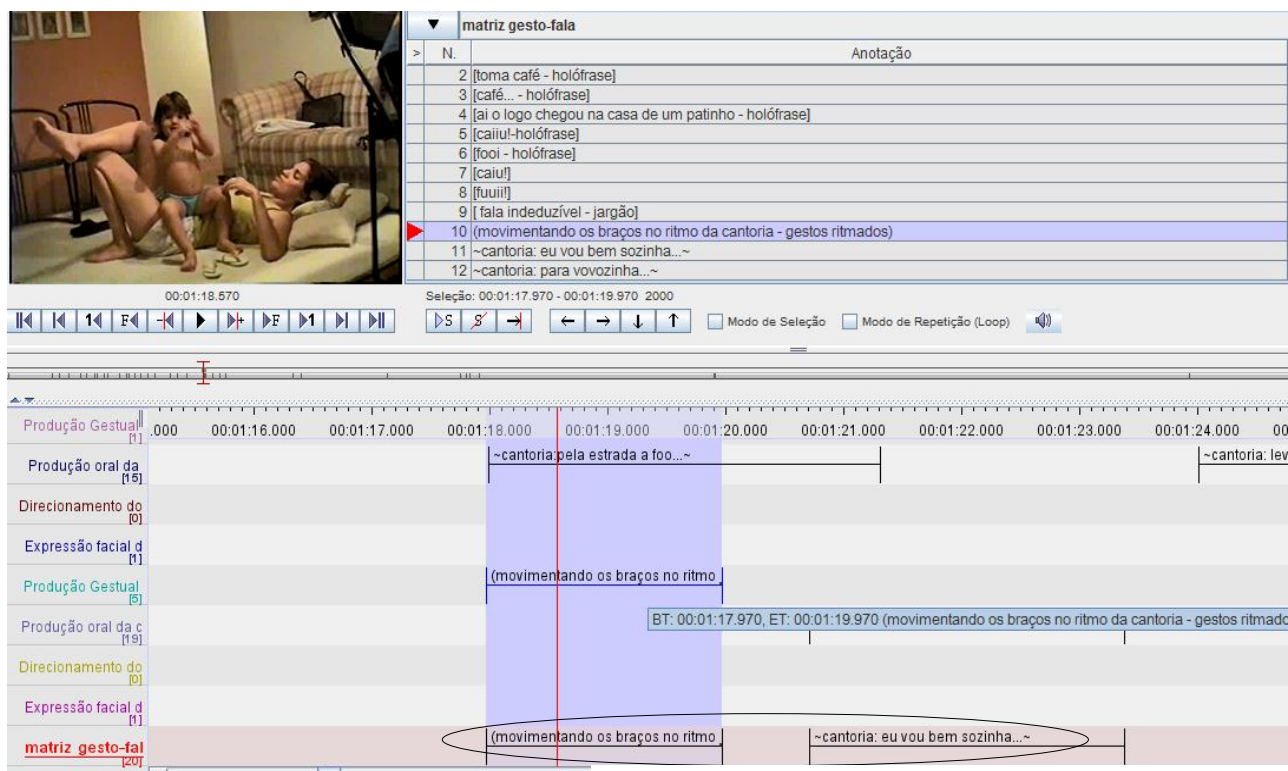 ▼ matriz gesto-fala
> N. Anotação
2 [toma café - holófrase]
3 [café... - holófrase]
4 [ai o logo chegou na casa de um patinho - holófrase]
5 [caiiu!-holófrase]
6 [fooi - holófrase]
7 [caiu!]
8 [fuuii!]
9 [ fala indeduzível - jargão]
10 (movimentando os braços no ritmo da cantoria - gestos ritmados)
11 ~cantoria: eu vou bem sozinha...~
12 ~cantoria: para vovozinha...~
00:01:18.570
Seleção: 00:01:17.970 - 00:01:19.970 2000
1 F F 1 S S Modo de Seleção Modo de Repetição (Loop)
Produção Gestual [1]
.000 00:01:16.000 00:01:17.000 00:01:18.000 00:01:19.000 00:01:20.000 00:01:21.000 00:01:22.000 00:01:23.000 00:01:24.000 00
Produção oral da [15]
~cantoria:pela estrada a foo...~ ~cantoria: lev
Direcionamento do [0]
Expressão facial d [1]
Produção Gestual [5]
(movimentando os braços no ritmo
Produção oral da c [19]
BT: 00:01:17.970, ET: 00:01:19.970 (movimentando os braços no ritmo da cantoria - gestos ritmado
Direcionamento do [0]
Expressão facial d [1]
matriz gesto-fal [20]
(movimentando os braços no ritmo ~cantoria: eu vou bem sozinha...~